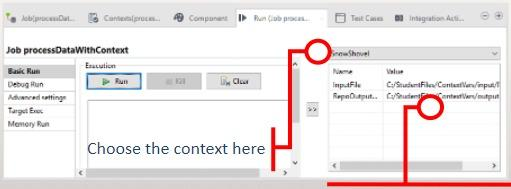 Job(processDat...
Contexts(proces...
Component
Run (Job proces...
Test Cases
Integration Acti...
Job processDataWithContext
SnowShovel
Basic Run
Debug Run
Advanced settings
Target Exec
Memory Run
Execution
Run
Kill
Clear
Choose the context here
>>
Name Value
InputFile C:/StudentFiles/ContextVars/input/I
RepoOutput... C:/StudentFiles/ContextVars/output